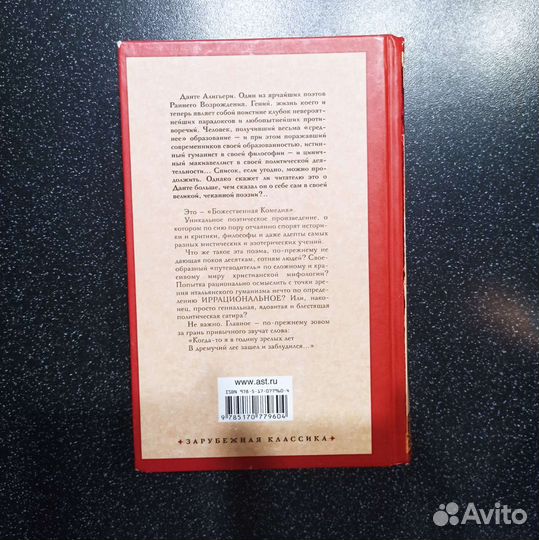 Данте Алигьери. Один из ярчайших поэтов
Раннего Возрождения. Гений, жизнь коего и
теперь являет собой поистине клубок невероят-
нейших парадоксов и любопытнейших проти-
воречий. Человек, получивший весьма «сред-
нее» образование — и при этом поражавший
современников своей образованностью, истин-
ный гуманист в своей философии — и циничный
ный макиавеллист в своей политической дея-
тельности... Список, если угодно, можно про-
должить. Однако скажет ли читателю это о
Данте больше, чем сказал он о себе сам в своей
великой, чеканной поэзии?..
Это — «Божественная Комедия».
Уникальное поэтическое произведение, о
котором по сию пору отчаянно спорят истори-
ки и критики, философы и даже адепты самых
разных мистических и эзотерических учений.
Что же такое эта поэма, по-прежнему не
дающая покоя десяткам, сотням людей? Свое-
образный «путеводитель» по сложному и кра-
сивому миру христианской мифологии?
Попытка рационально осмыслить с точки зре-
ния итальянского гуманизма нечто по опреде-
лению ИРРАЦИОНАЛЬНОЕ? Или, нако-
нец, просто гениальная, ядовитая и блестящая
политическая сатира?
Не важно. Главное — по-прежнему зовом
за грань привычного звучат слова:
«Когда-то я в годину зрелых лет
В дремучий лес зашел и заблудился...»
www.ast.ru
ISBN 978-5-17-077960-4
9 785170 779604
ЗАРУБЕЖНАЯ КЛАССИКА
Avito